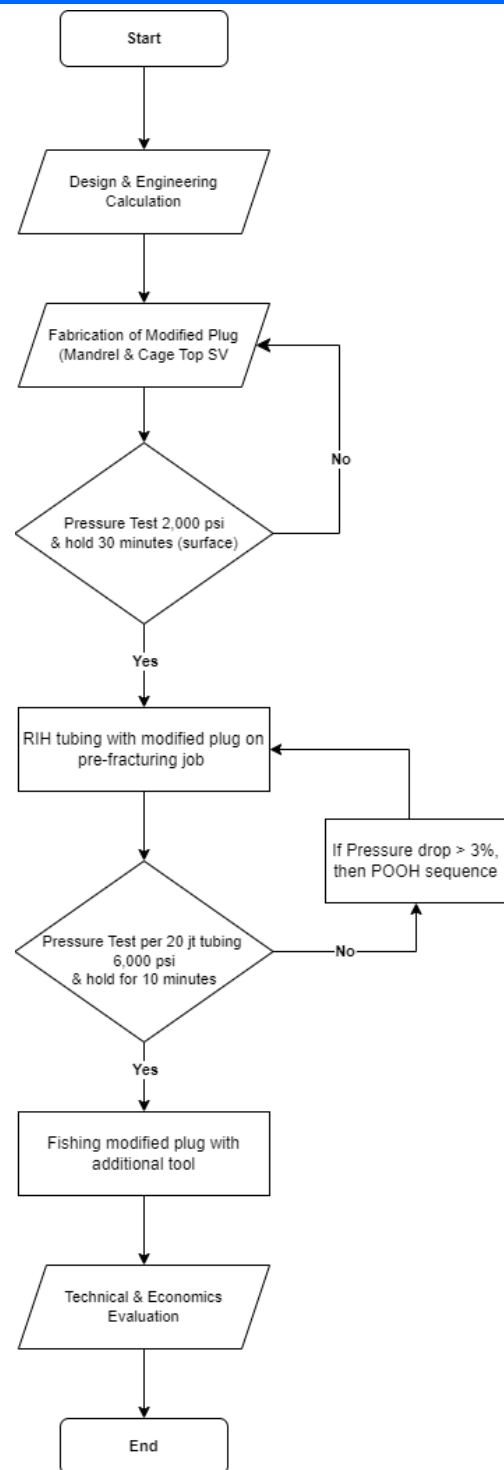 Start
Design & Engineering
Calculation
Fabrication of Modified Plug
(Mandrel & Cage Top SV
No
Pressure Test 2,000 psi
& hold 30 minutes (surface)
Yes
RIH tubing with modified plug on
pre-fracturing job
If Pressure drop > 3%,
then POOH sequence
Pressure Test per 20 jt tubing
6,000 psi
& hold for 10 minutes
No
Yes
Fishing modified plug with
additional tool
Technical & Economics
Evaluation
End